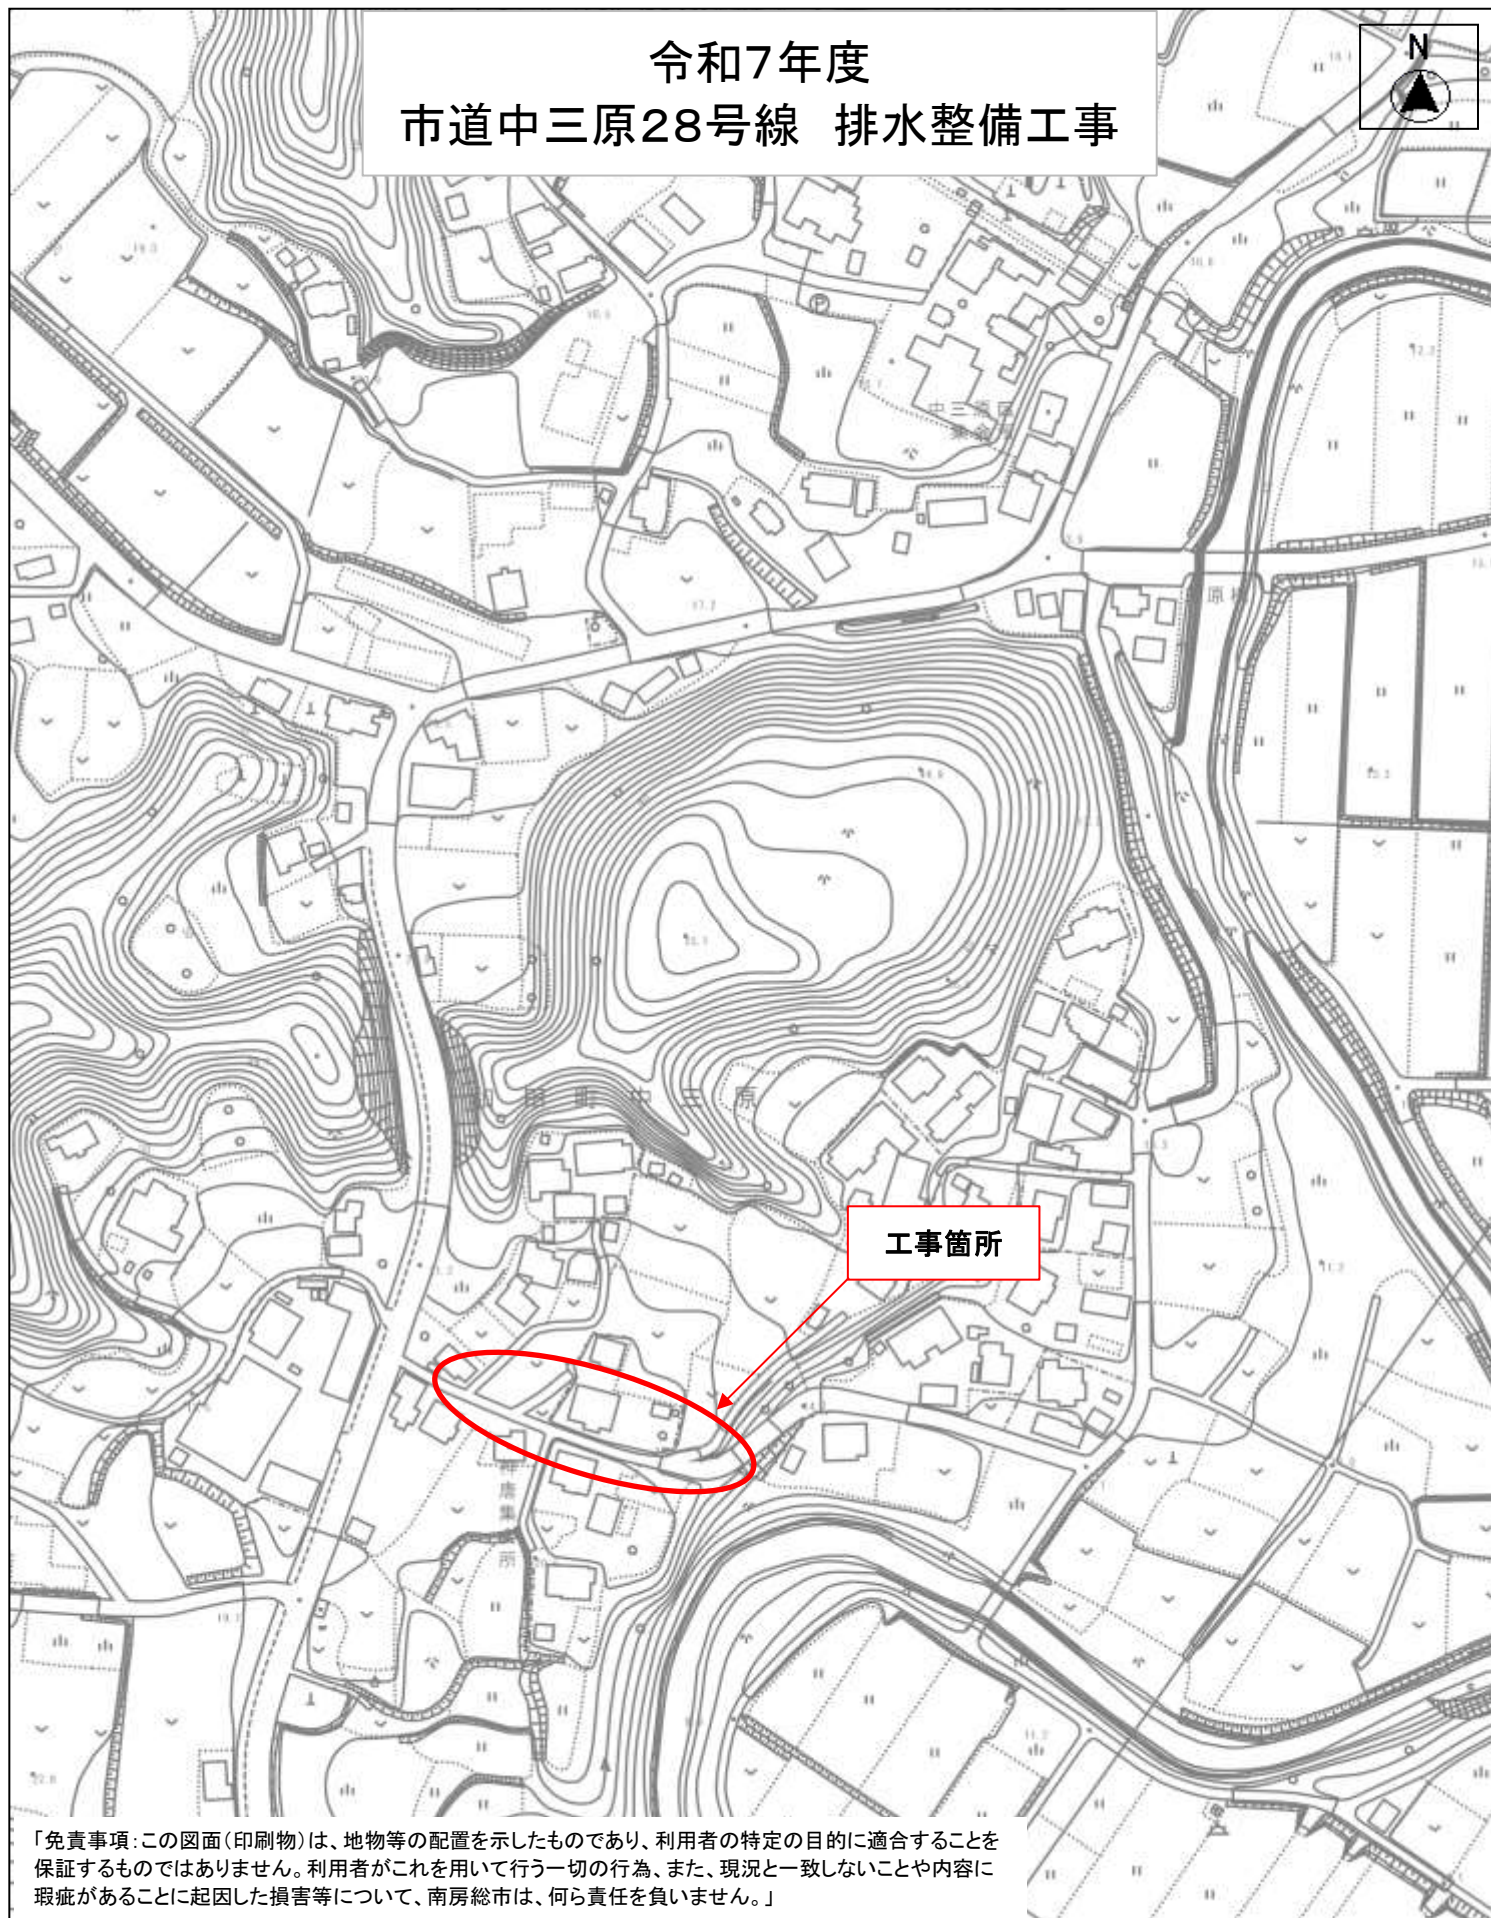 令和7年度
市道中三原28号線 排水整備工事
N
P
17.2
中三原
工事箇所
11.2
「免責事項：この図面（印刷物）は、地物等の配置を示したものであり、利用者の特定の目的に適合することを
保証するものではありません。利用者がこれを用いて行う一切の行為、また、現況と一致しないことや内容に
瑕疵があることに起因した損害等について、南房総市は、何ら責任を負いません。」